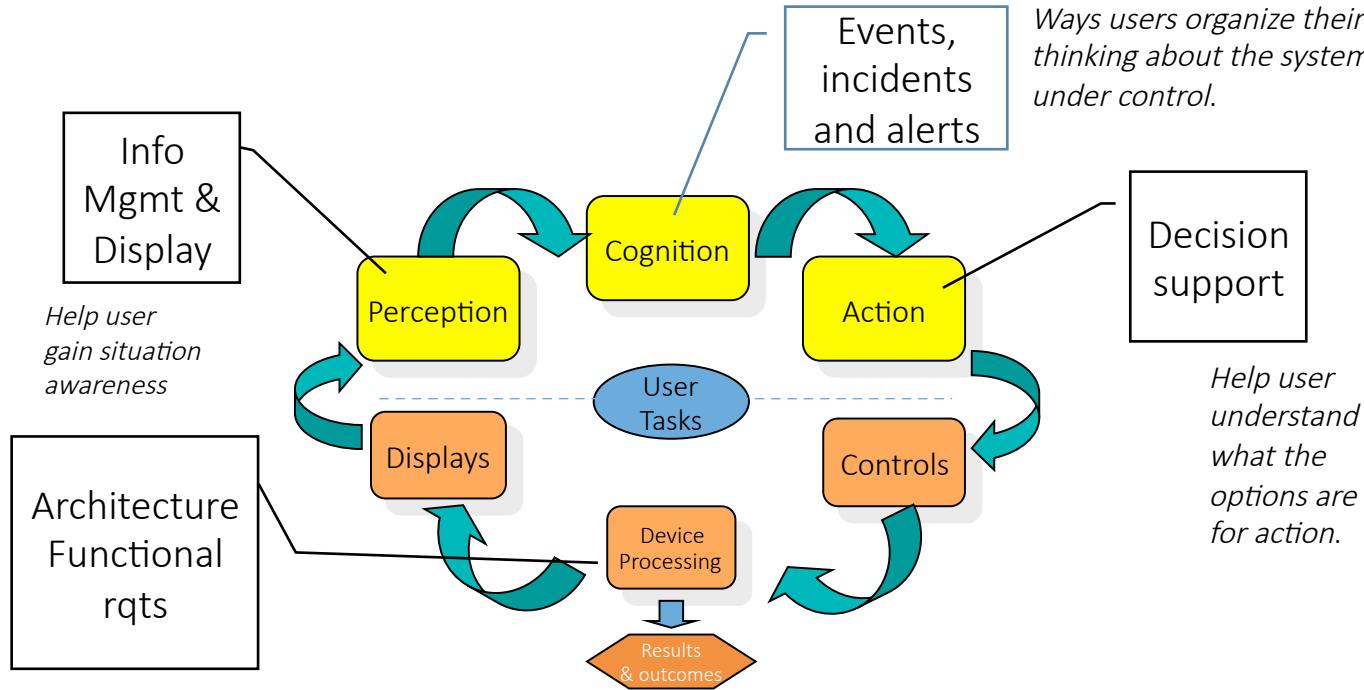 Events,
incidents
and alerts
Ways users organize their
thinking about the system
under control.
Info
Mgmt &
Display
Help user
gain situation
awareness
Cognition
Perception
Action
Decision
support
Help user
understand
what the
options are
for action.
User
Tasks
Displays
Controls
Architecture
Functional
rqts
Device
Processing
Results
& outcomes